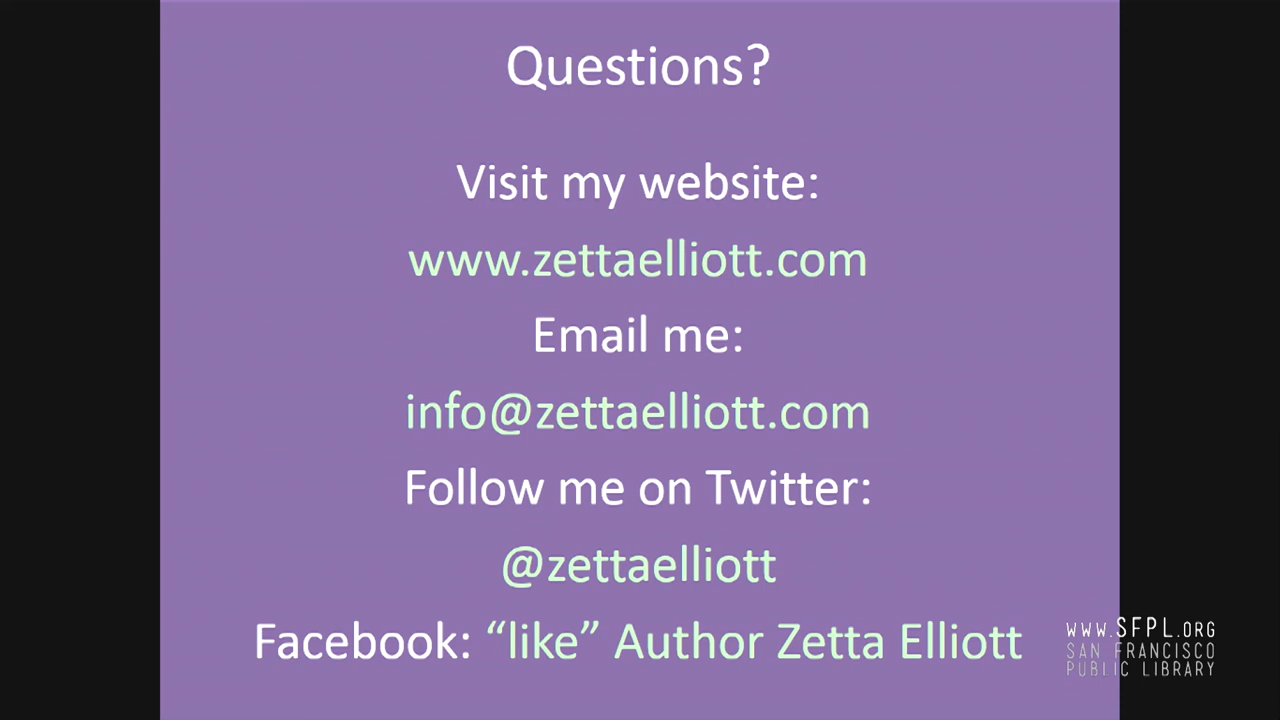 Questions?
Visit my website:
www.zettaelliott.com
Email me:
info@zettaelliott.com
Follow me on Twitter:
@zettaelliott
Facebook: “like” Author Zetta Elliott
WWW.SFPL.ORG
SAN FRANCISCO
PUBLIC LIBRARY